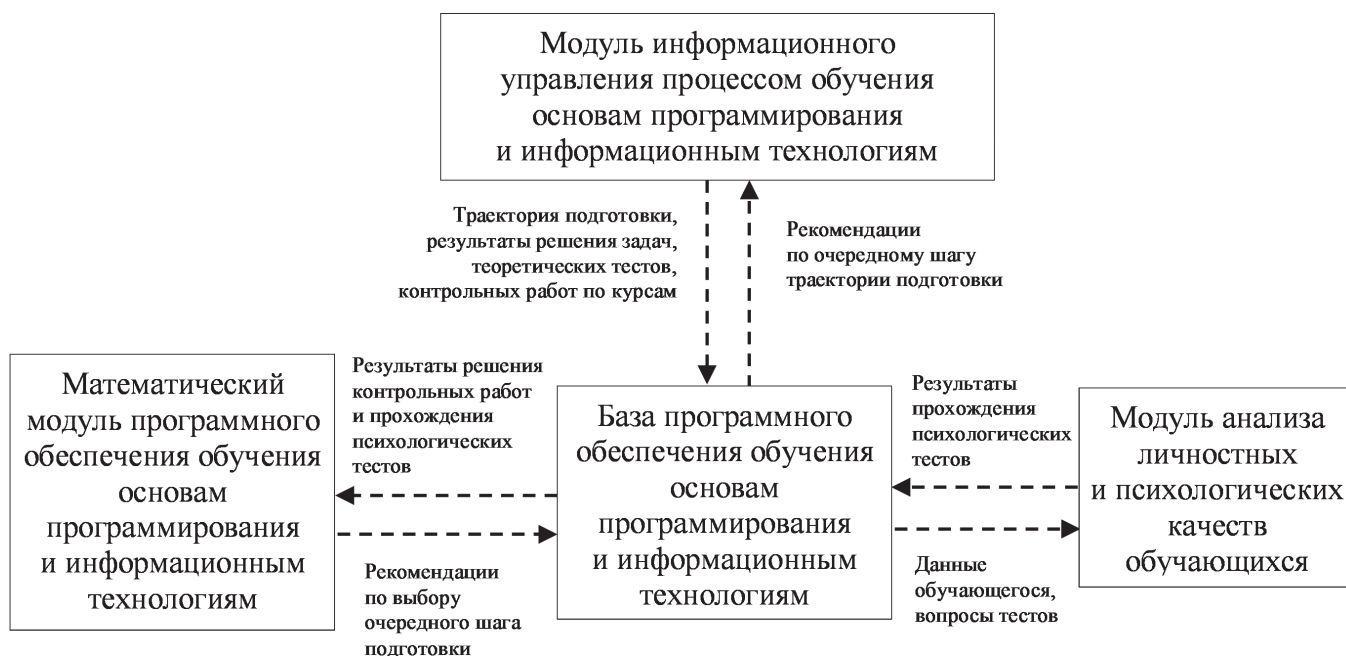 Модуль информационного
управления процессом обучения
основам программирования
и информационным технологиям
Траектория подготовки,
результаты решения задач,
теоретических тестов,
контрольных работ по курсам
Рекомендации
по очередному шагу
траектории подготовки
Математический
модуль программного
обеспечения обучения
основам
программирования
и информационным
технологиям
Результаты решения
контрольных работ
и прохождения
психологических
тестов
Рекомендации
по выбору
очередного шага
подготовки
База программного
обеспечения обучения
основам
программирования
и информационным
технологиям
Результаты
прохождения
психологических
тестов
Данные
обучающегося,
вопросы тестов
Модуль анализа
личностных
и психологических
качеств
обучающихся